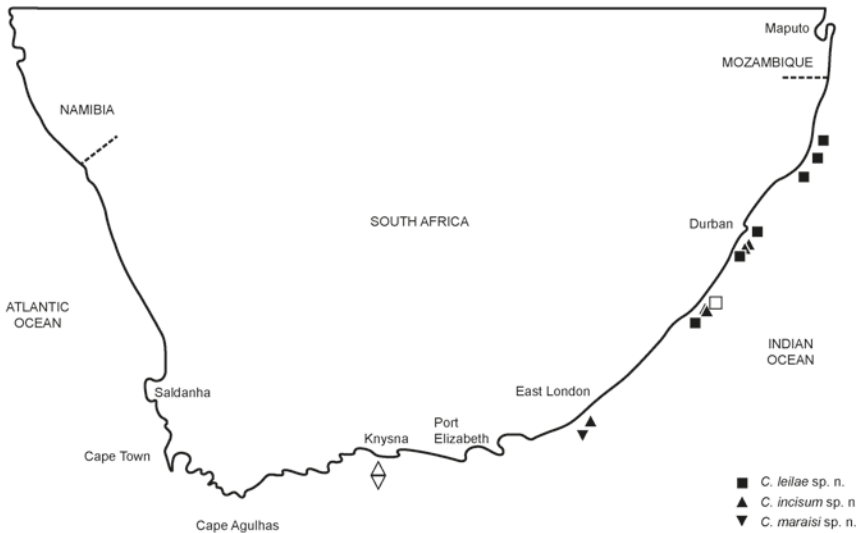 Maputo
MOZAMBIQUE
NAMIBIA
SOUTH AFRICA
Durban
ATLANTIC
OCEAN
INDIAN
OCEAN
Saldanha
East London
Port
Elizabeth
Knysna
Cape Town
Cape Agulhas
C. leilae sp. n.
C. incisum sp. n
C. maraisi sp. n.